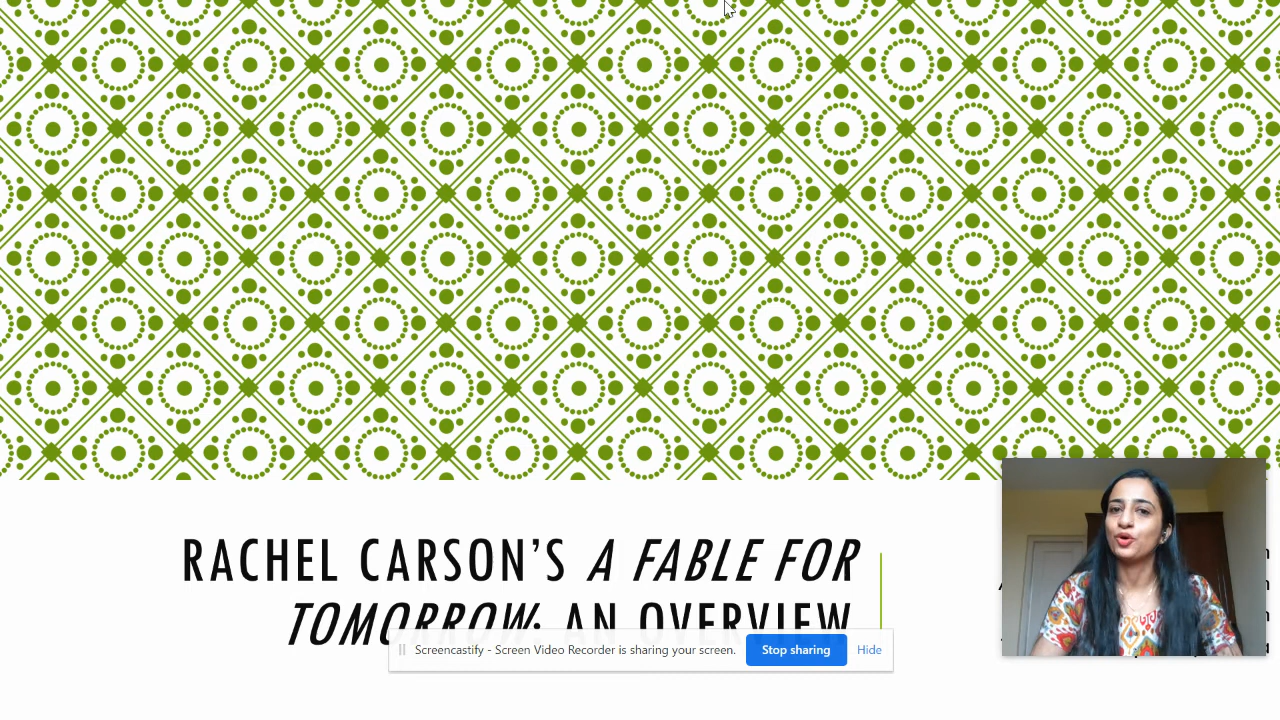 RACHEL CARSON'S A FABLE FOR
TOMORROW: AN OVERVIEW
Screencastify - Screen Video Recorder is sharing your screen.
Stop sharing
Hide